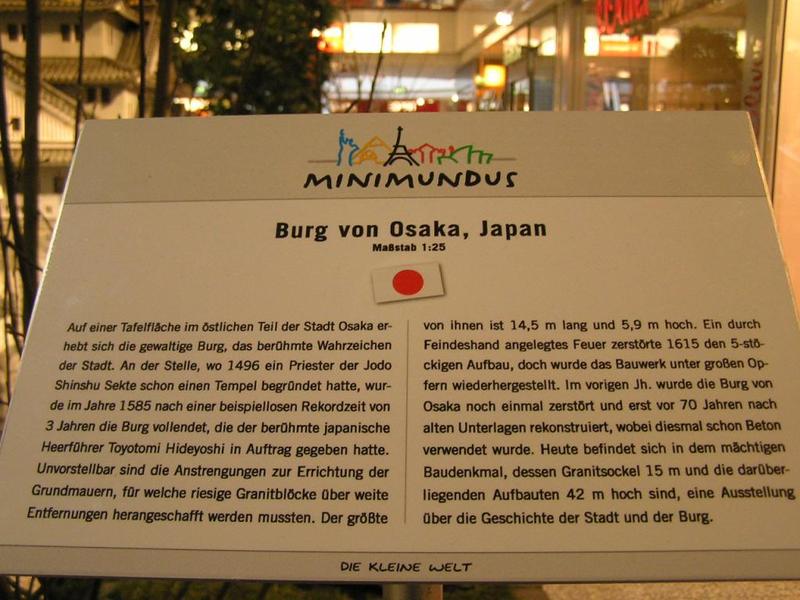 MINIMUNDUS
Burg von Osaka, Japan
Maßstab 1:25
Auf einer Tafelfläche im östlichen Teil der Stadt Osaka er-
hebt sich die gewaltige Burg, das berühmte Wahrzeichen
der Stadt. An der Stelle, wo 1496 ein Priester der Jodo
Shinshu Sekte schon einen Tempel begründet hatte, wur-
de im Jahre 1585 nach einer beispiellosen Rekordzeit von
3 Jahren die Burg vollendet, die der berühmte japanische
Heerführer Toyotomi Hideyoshi in Auftrag gegeben hatte.
Unvorstellbar sind die Anstrengungen zur Errichtung der
Grundmauern, für welche riesige Granitblöcke über weite
Entfernungen herangeschafft werden mussten. Der größte
von ihnen ist 14,5 m lang und 5,9 m hoch. Ein durch
Feindeshand angelegtes Feuer zerstörte 1615 den 5-stö-
ckigen Aufbau, doch wurde das Bauwerk unter großen Op-
fern wiederhergestellt. Im vorigen Jh. wurde die Burg von
Osaka noch einmal zerstört und erst vor 70 Jahren nach
alten Unterlagen rekonstruiert, wobei diesmal schon Beton
verwendet wurde. Heute befindet sich in dem mächtigen
Baudenkmal, dessen Granitsockel 15 m und die darüber-
liegenden Aufbauten 42 m hoch sind, eine Ausstellung
über die Geschichte der Stadt und der Burg.
DIE KLEINE WELT